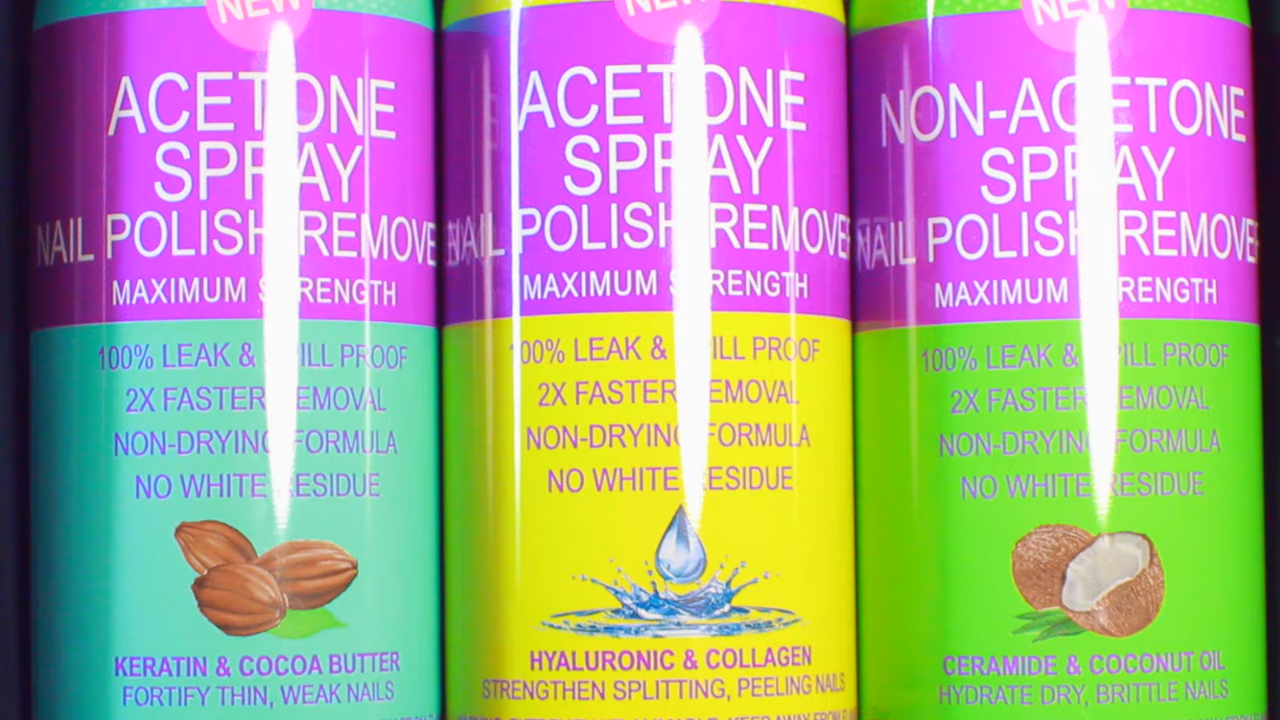 NEW
ACETONE
SPRAY
NAIL POLISH REMOVER
MAXIMUM STRENGTH
100% LEAK & SPILL PROOF
2X FASTER REMOVAL
NON-DRYING FORMULA
NO WHITE RESIDUE
KERATIN & COCOA BUTTER
FORTIFY THIN, WEAK NAILS
NEW
ACETONE
SPRAY
NAIL POLISH REMOVER
MAXIMUM STRENGTH
100% LEAK & SPILL PROOF
2X FASTER REMOVAL
NON-DRYING FORMULA
NO WHITE RESIDUE
HYALURONIC & COLLAGEN
STRENGTHEN SPLITTING, PEELING NAILS
NEW
NON-ACETONE
SPRAY
NAIL POLISH REMOVER
MAXIMUM STRENGTH
100% LEAK & SPILL PROOF
2X FASTER REMOVAL
NON-DRYING FORMULA
NO WHITE RESIDUE
CERAMIDE & COCONUT OIL
HYDRATE DRY, BRITTLE NAILS